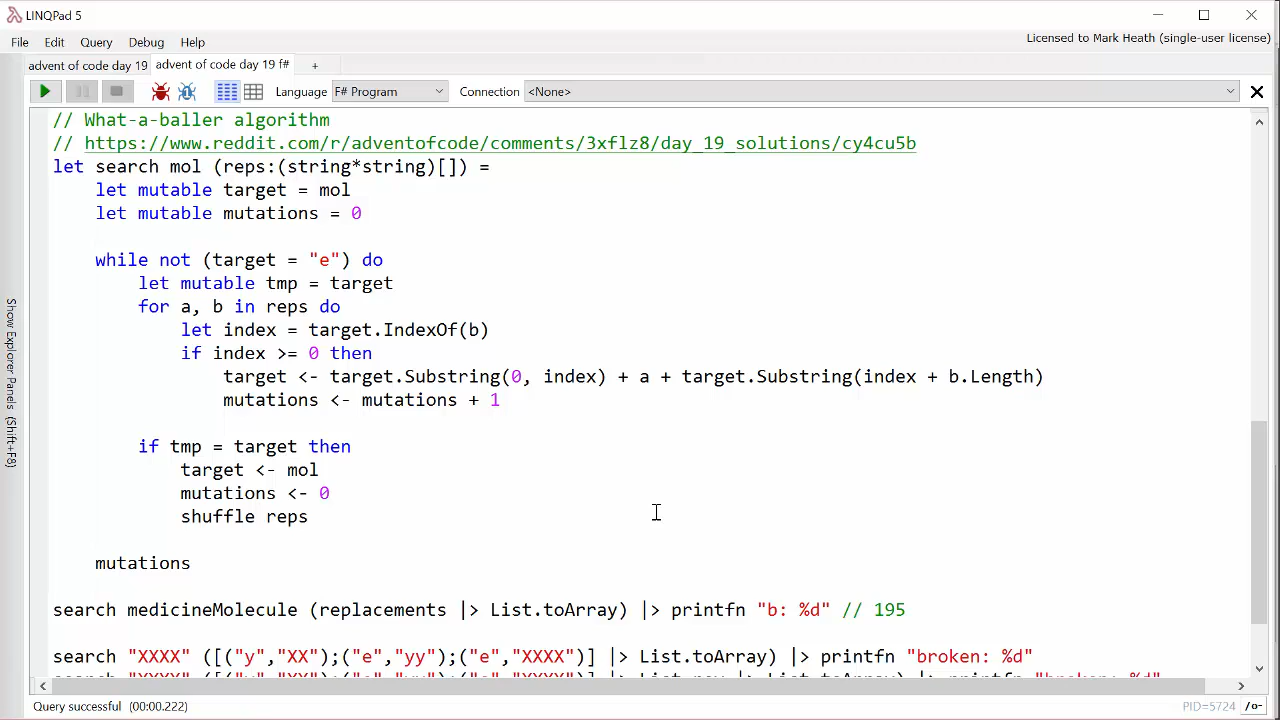 LINQPad 5
File Edit Query Debug Help
Licensed to Mark Heath (single-user license)
advent of code day 19 advent of code day 19 f# +
Language F# Program Connection <None>
// What-a-baller algorithm
// https://www.reddit.com/r/adventofcode/comments/3xflz8/day_19_solutions/cy4cu5b
let search mol (reps:(string*string)[]) =
let mutable target = mol
let mutable mutations = 0
while not (target = "e") do
let mutable tmp = target
for a, b in reps do
let index = target.IndexOf(b)
if index >= 0 then
target <- target.Substring(0, index) + a + target.Substring(index + b.Length)
mutations <- mutations + 1
if tmp = target then
target <- mol
mutations <- 0
shuffle reps
mutations
search medicineMolecule (replacements |> List.toArray) |> printfn "b: %d" // 195
search "XXXX" ([("y","XX");("e","yy");("e","XXXX")] |> List.toArray) |> printfn "broken: %d"
Show Explorer Panels (Shift+F8)
Query successful (00:00.222)
PID=5724 /o-